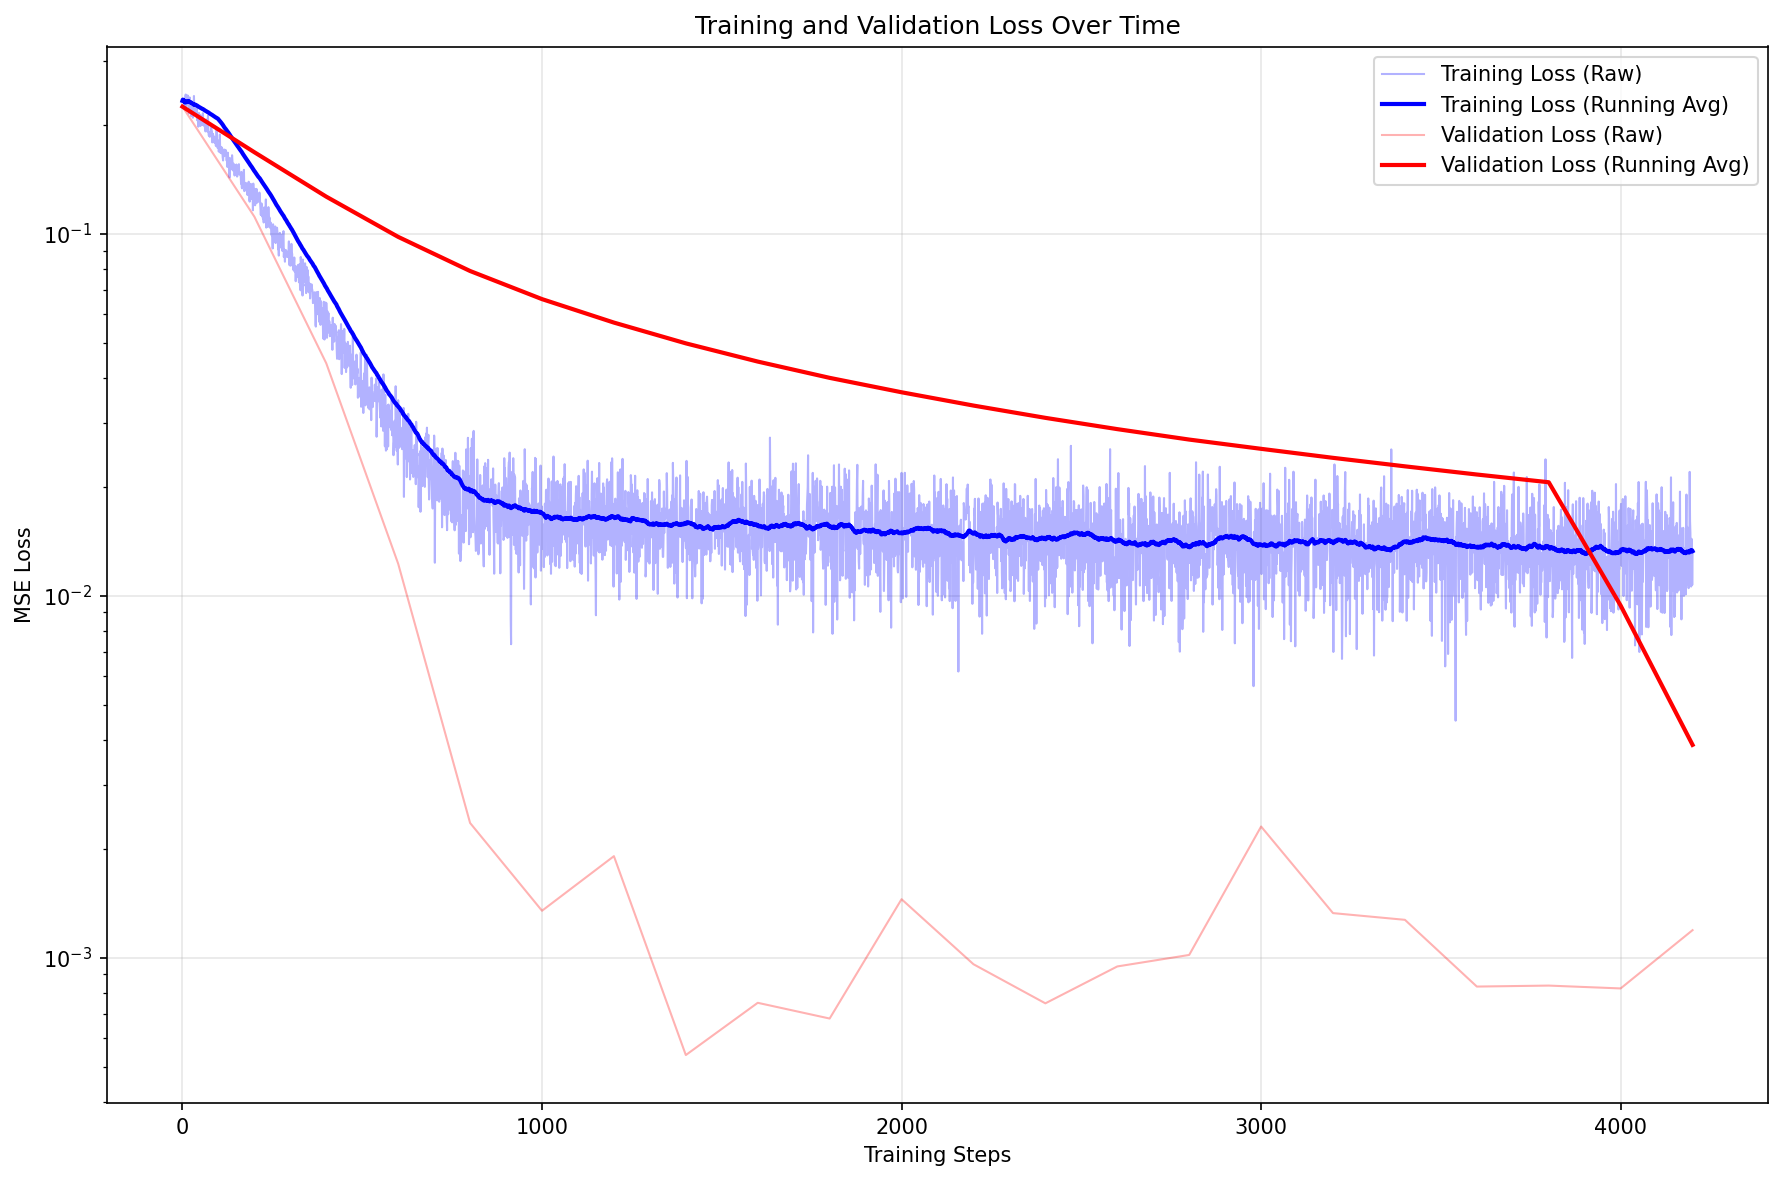 Training and Validation Loss Over Time
Training Loss (Raw)
Training Loss (Running Avg)
Validation Loss (Raw)
Validation Loss (Running Avg)
MSE Loss
10⁻¹
10⁻²
10⁻³
0 1000 2000 3000 4000
Training Steps